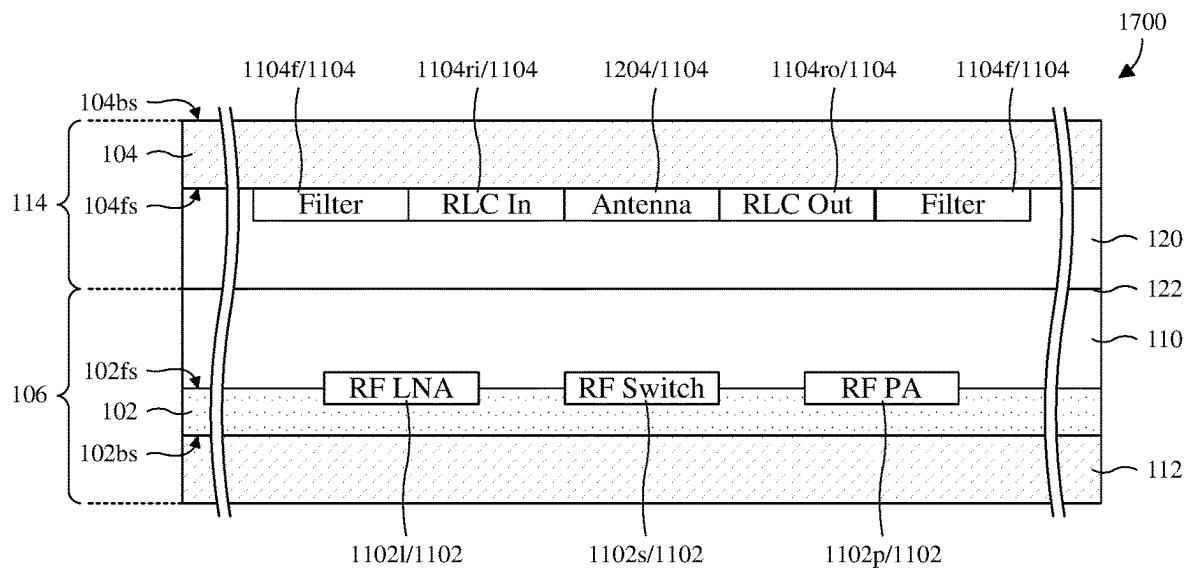 1700
1104f/1104 1104ri/1104 1204/1104 1104ro/1104 1104f/1104
104bs
104
104fs
114
Filter RLC In Antenna RLC Out Filter
120
122
110
102fs
106
102
102bs
RF LNA RF Switch RF PA
112
1102l/1102 1102s/1102 1102p/1102